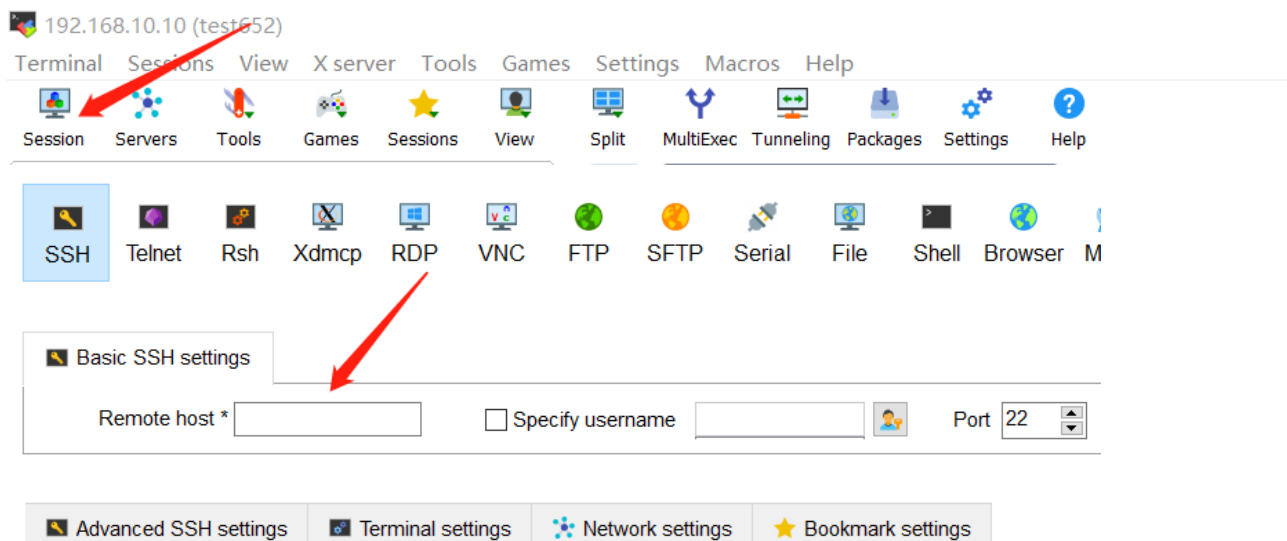 192.168.10.10 (test652)
Terminal Sessions View X server Tools Games Settings Macros Help
Session Servers Tools Games Sessions View Split MultiExec Tunneling Packages Settings Help
SSH Telnet Rsh Xdmcp RDP VNC FTP SFTP Serial File Shell Browser M
Basic SSH settings
Remote host * Specify username Port 22
Advanced SSH settings Terminal settings Network settings Bookmark settings